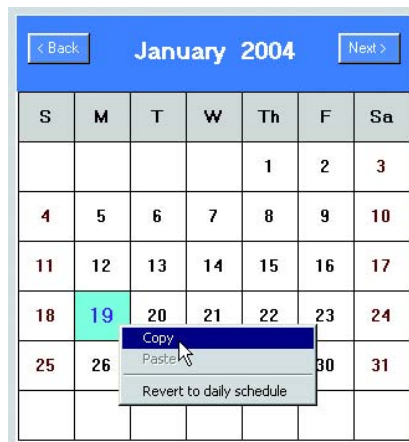 < Back January 2004 Next >
S M T W Th F Sa
1 2 3
4 5 6 7 8 9 10
11 12 13 14 15 16 17
18 19 20 21 22 23 24
Copy
25 26 Paste 30 31
Revert to daily schedule